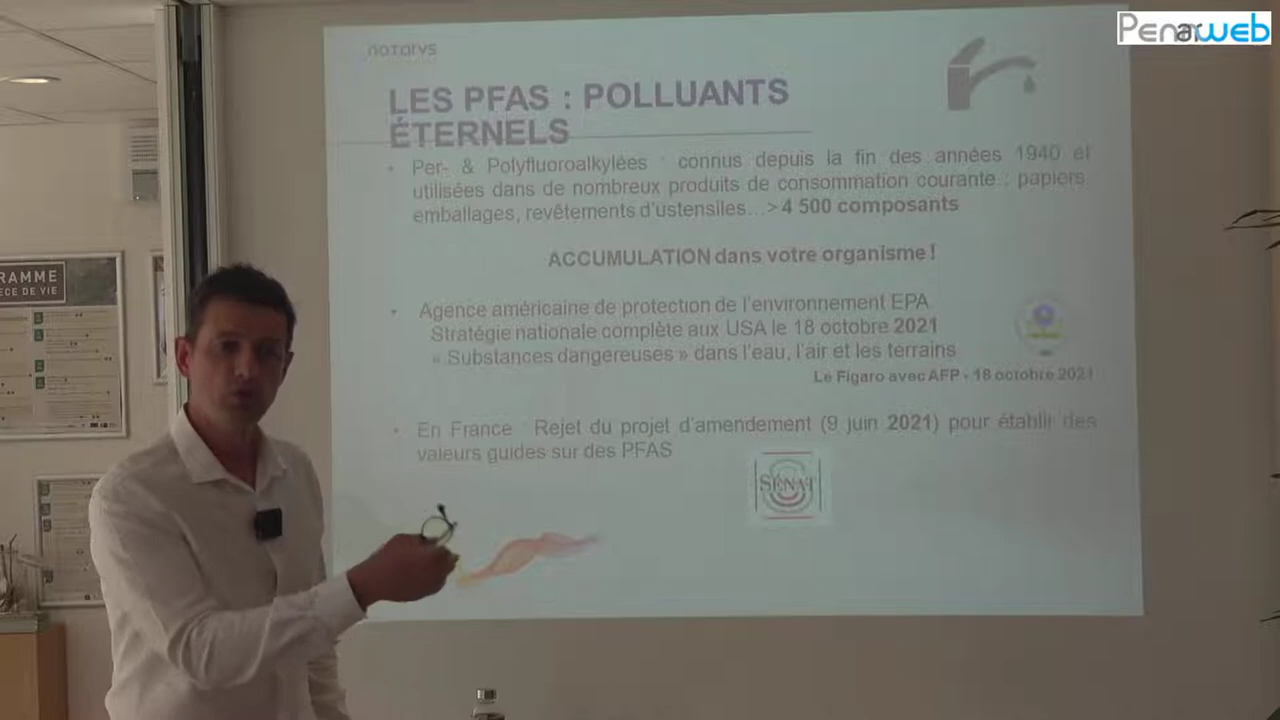 Penarweb
notarys
LES PFAS : POLLUANTS
ÉTERNELS
• Per- & Polyfluoroalkylées : connus depuis la fin des années 1940 et
utilisées dans de nombreux produits de consommation courante : papiers
emballages, revêtements d'ustensiles…> 4 500 composants
ACCUMULATION dans votre organisme !
• Agence américaine de protection de l'environnement EPA
Stratégie nationale complète aux USA le 18 octobre 2021
« Substances dangereuses » dans l'eau, l'air et les terrains
Le Figaro avec AFP - 18 octobre 2021
• En France : Rejet du projet d'amendement (9 juin 2021) pour établir des
valeurs guides sur des PFAS
SÉNAT
RAMME
ECE DE VIE